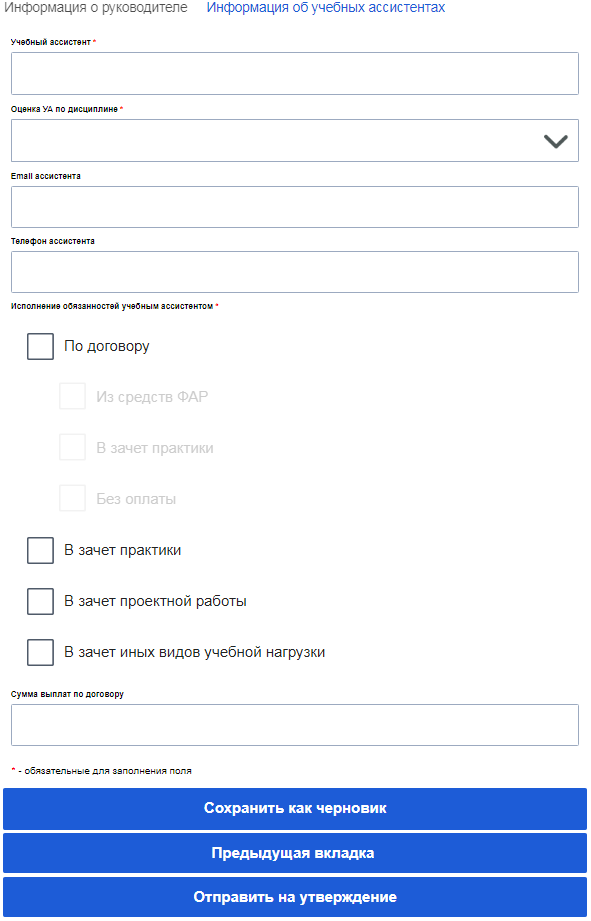 Информация о руководителе Информация об учебных ассистентах
Учебный ассистент *
Оценка УА по дисциплине *
Email ассистента
Телефон ассистента
Исполнение обязанностей учебным ассистентом *
По договору
Из средств ФАР
В зачет практики
Без оплаты
В зачет практики
В зачет проектной работы
В зачет иных видов учебной нагрузки
Сумма выплат по договору
* - обязательные для заполнения поля
Сохранить как черновик
Предыдущая вкладка
Отправить на утверждение